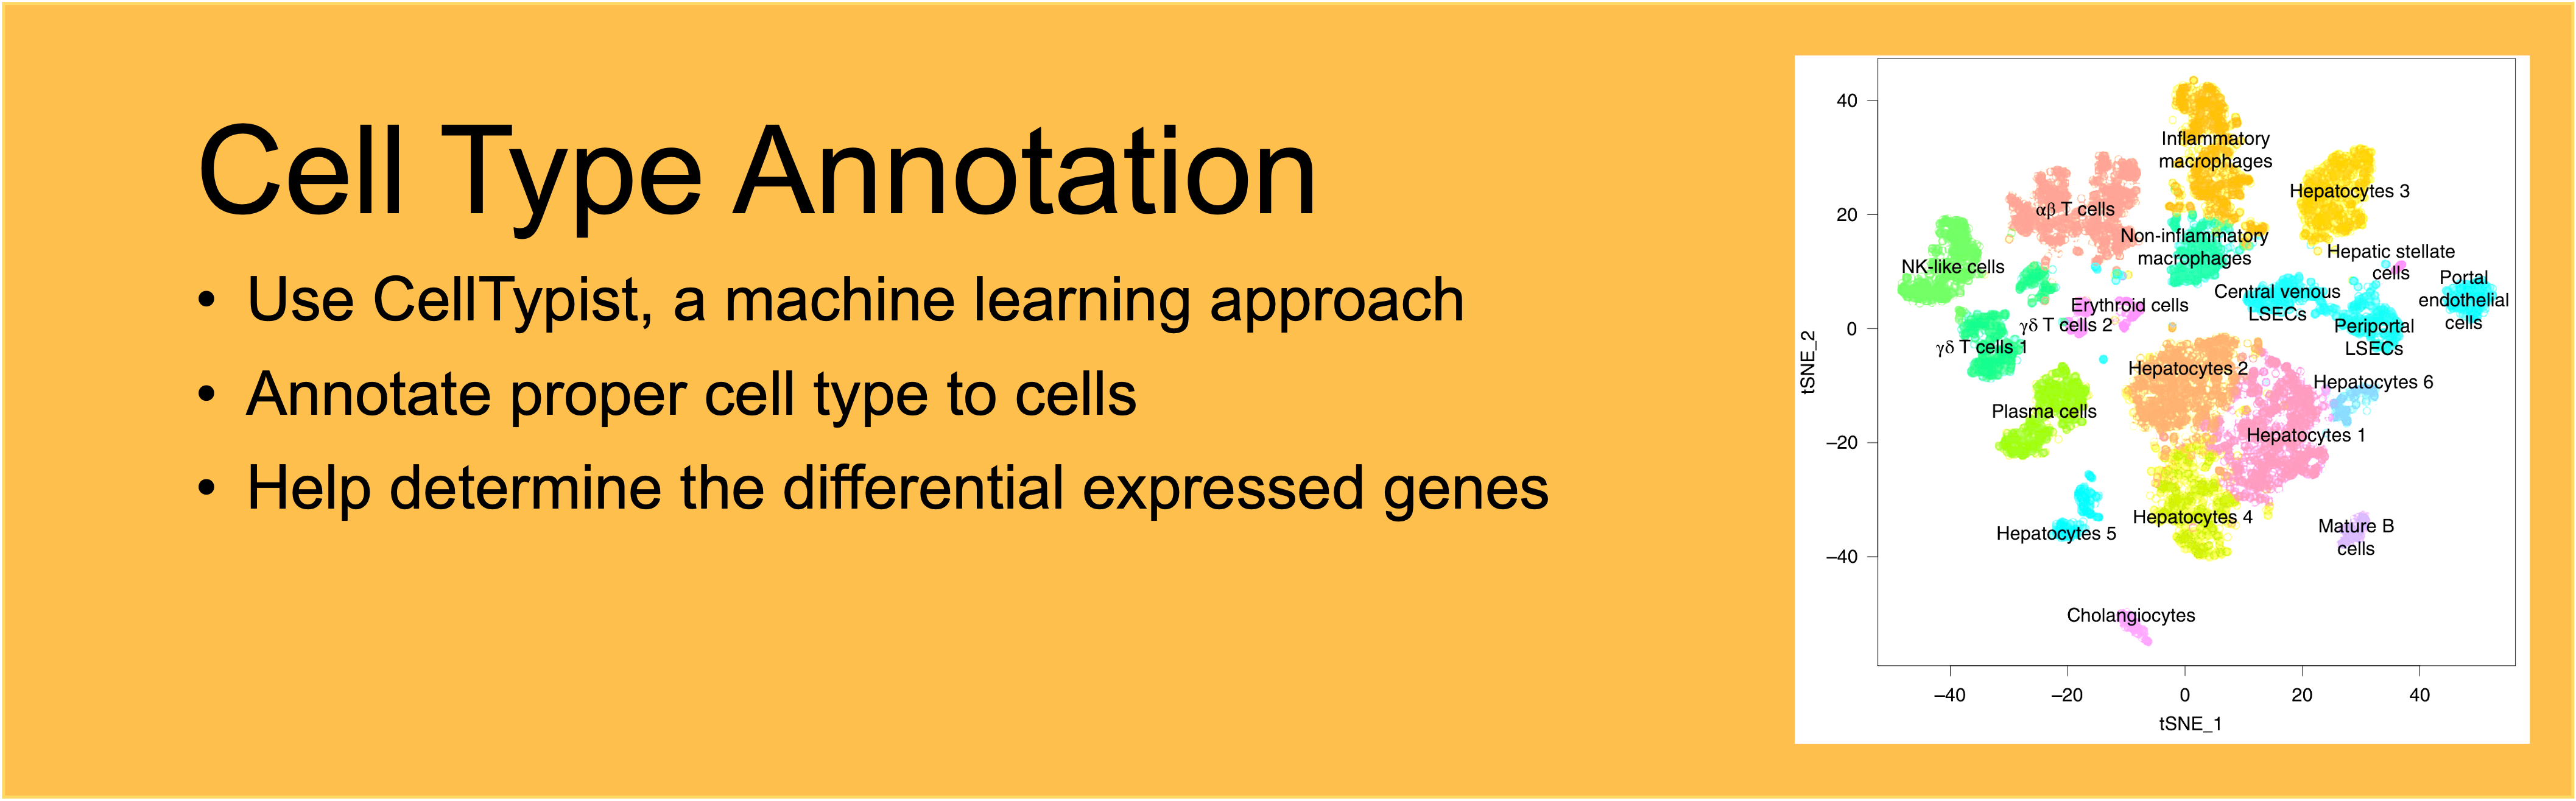 Cell Type Annotation
• Use CellTypist, a machine learning approach
• Annotate proper cell type to cells
• Help determine the differential expressed genes
40
20
0
–20
–40
tSNE_2
Inflammatory
macrophages
Hepatocytes 3
αβ T cells
Non-inflammatory
macrophages
NK-like cells
Hepatic stellate
cells
Portal
endothelial
cells
Central venous
LSECs
Erythroid cells
γδ T cells 2
Periportal
LSECs
γδ T cells 1
Hepatocytes 2
Hepatocytes 6
Plasma cells
Hepatocytes 1
Hepatocytes 4
Mature B
cells
Hepatocytes 5
Cholangiocytes
–40
–20
0
20
40
tSNE_1